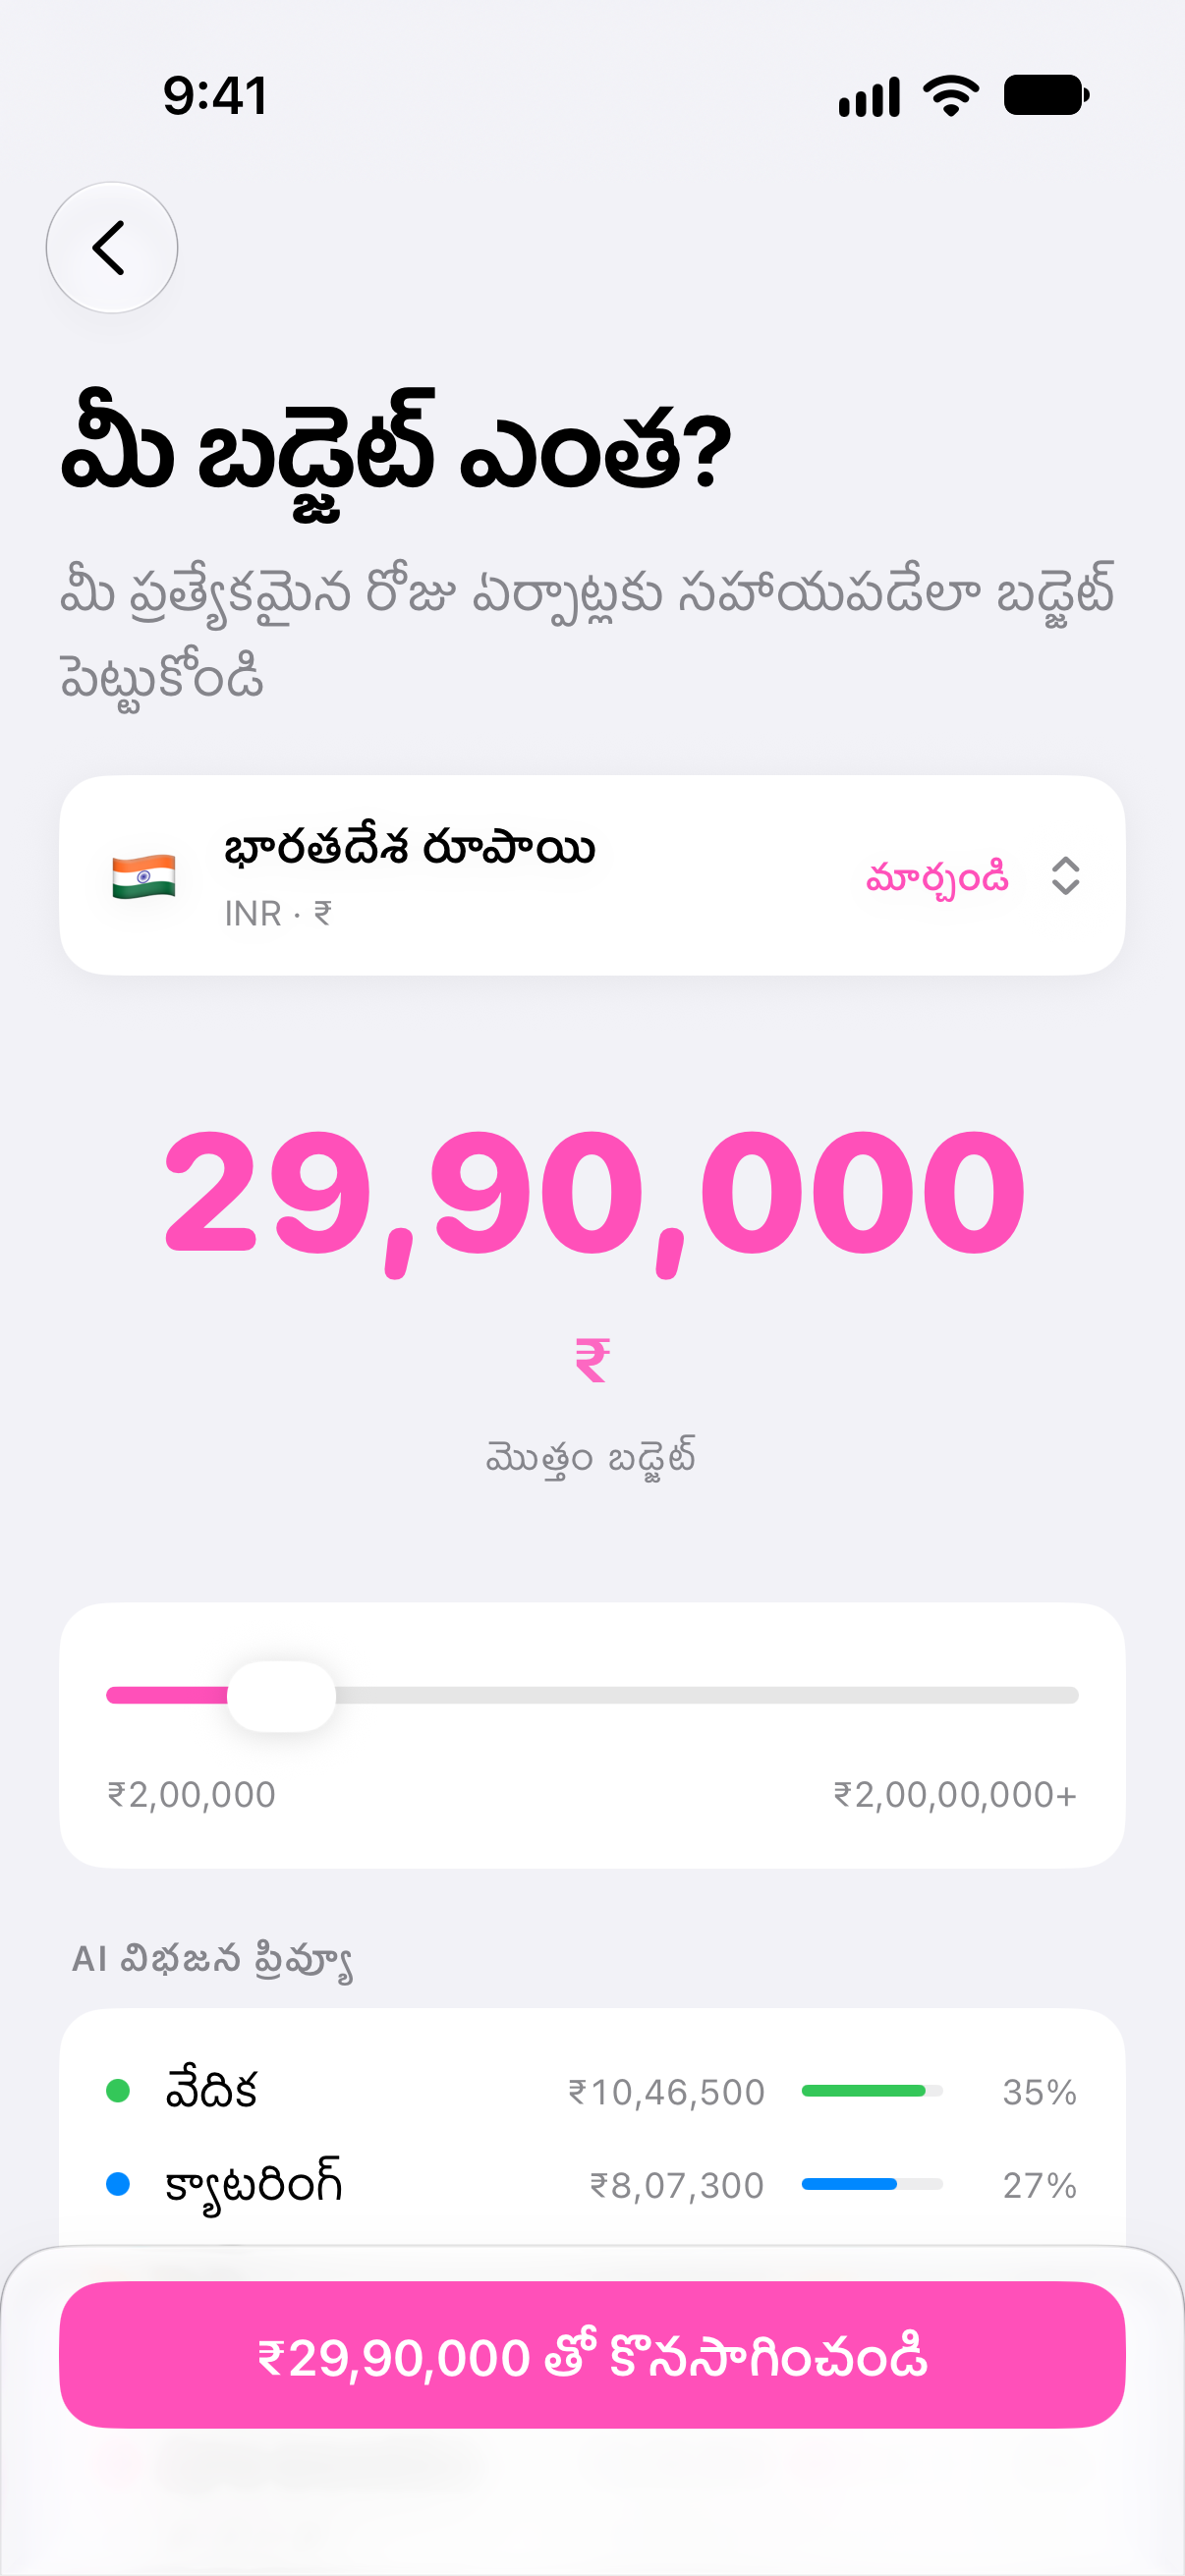 9:41
మీ బడ్జెట్ ఎంత?
మీ ప్రత్యేకమైన రోజు ఏర్పాట్లకు సహాయపడేలా బడ్జెట్
పెట్టుకోండి
భారతదేశ రూపాయి
INR · ₹
మార్చండి
29,90,000
₹
మొత్తం బడ్జెట్
₹2,00,000
₹2,00,00,000+
AI విభజన ప్రివ్యూ
వేదిక ₹10,46,500 35%
క్యాటరింగ్ ₹8,07,300 27%
₹29,90,000 తో కొనసాగించండి